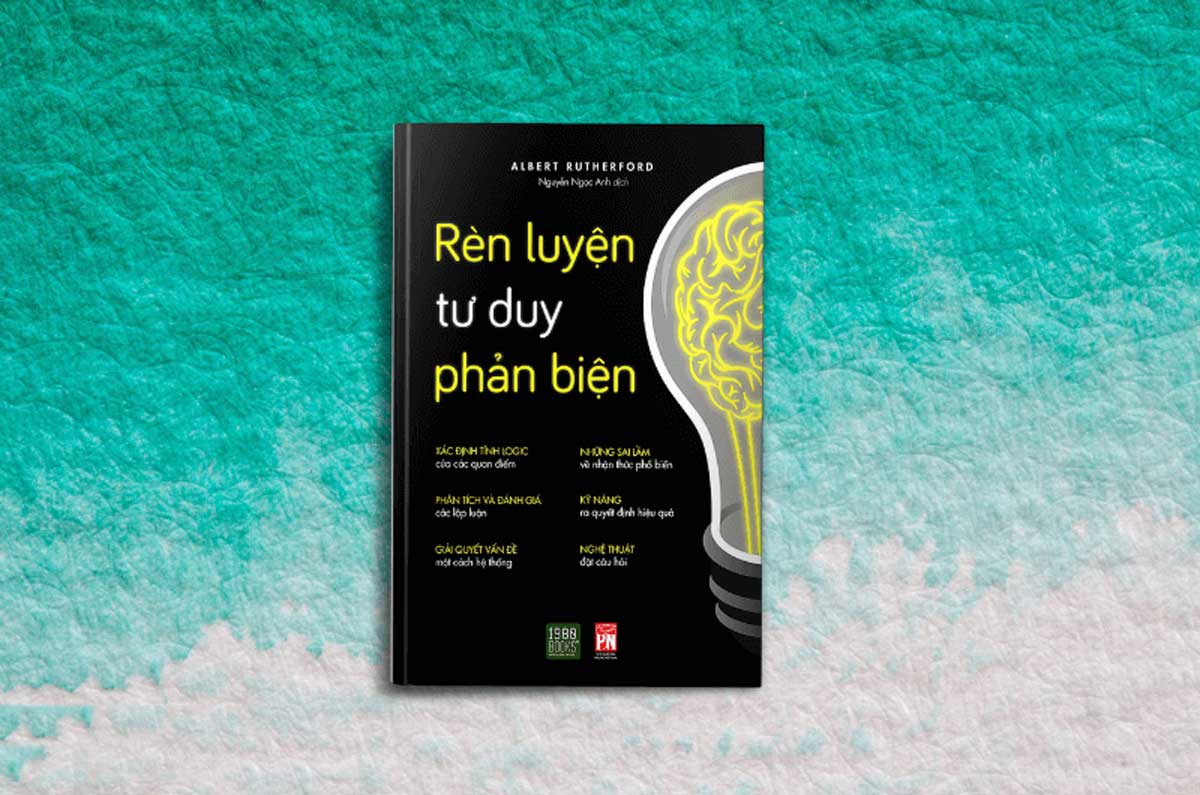 ALBERT RUTHERFORD
Nguyễn Ngọc Anh dịch
Rèn luyện
tư duy
phản biện
XÁC ĐỊNH TÍNH LOGIC
của các quan điểm
PHÂN TÍCH VÀ ĐÁNH GIÁ
các lập luận
GIẢI QUYẾT VẤN ĐỀ
một cách hệ thống
NHỮNG SAI LẦM
về nhận thức phổ biến
KỸ NĂNG
ra quyết định hiệu quả
NGHỆ THUẬT
đặt câu hỏi
1980
BOOKS
PN